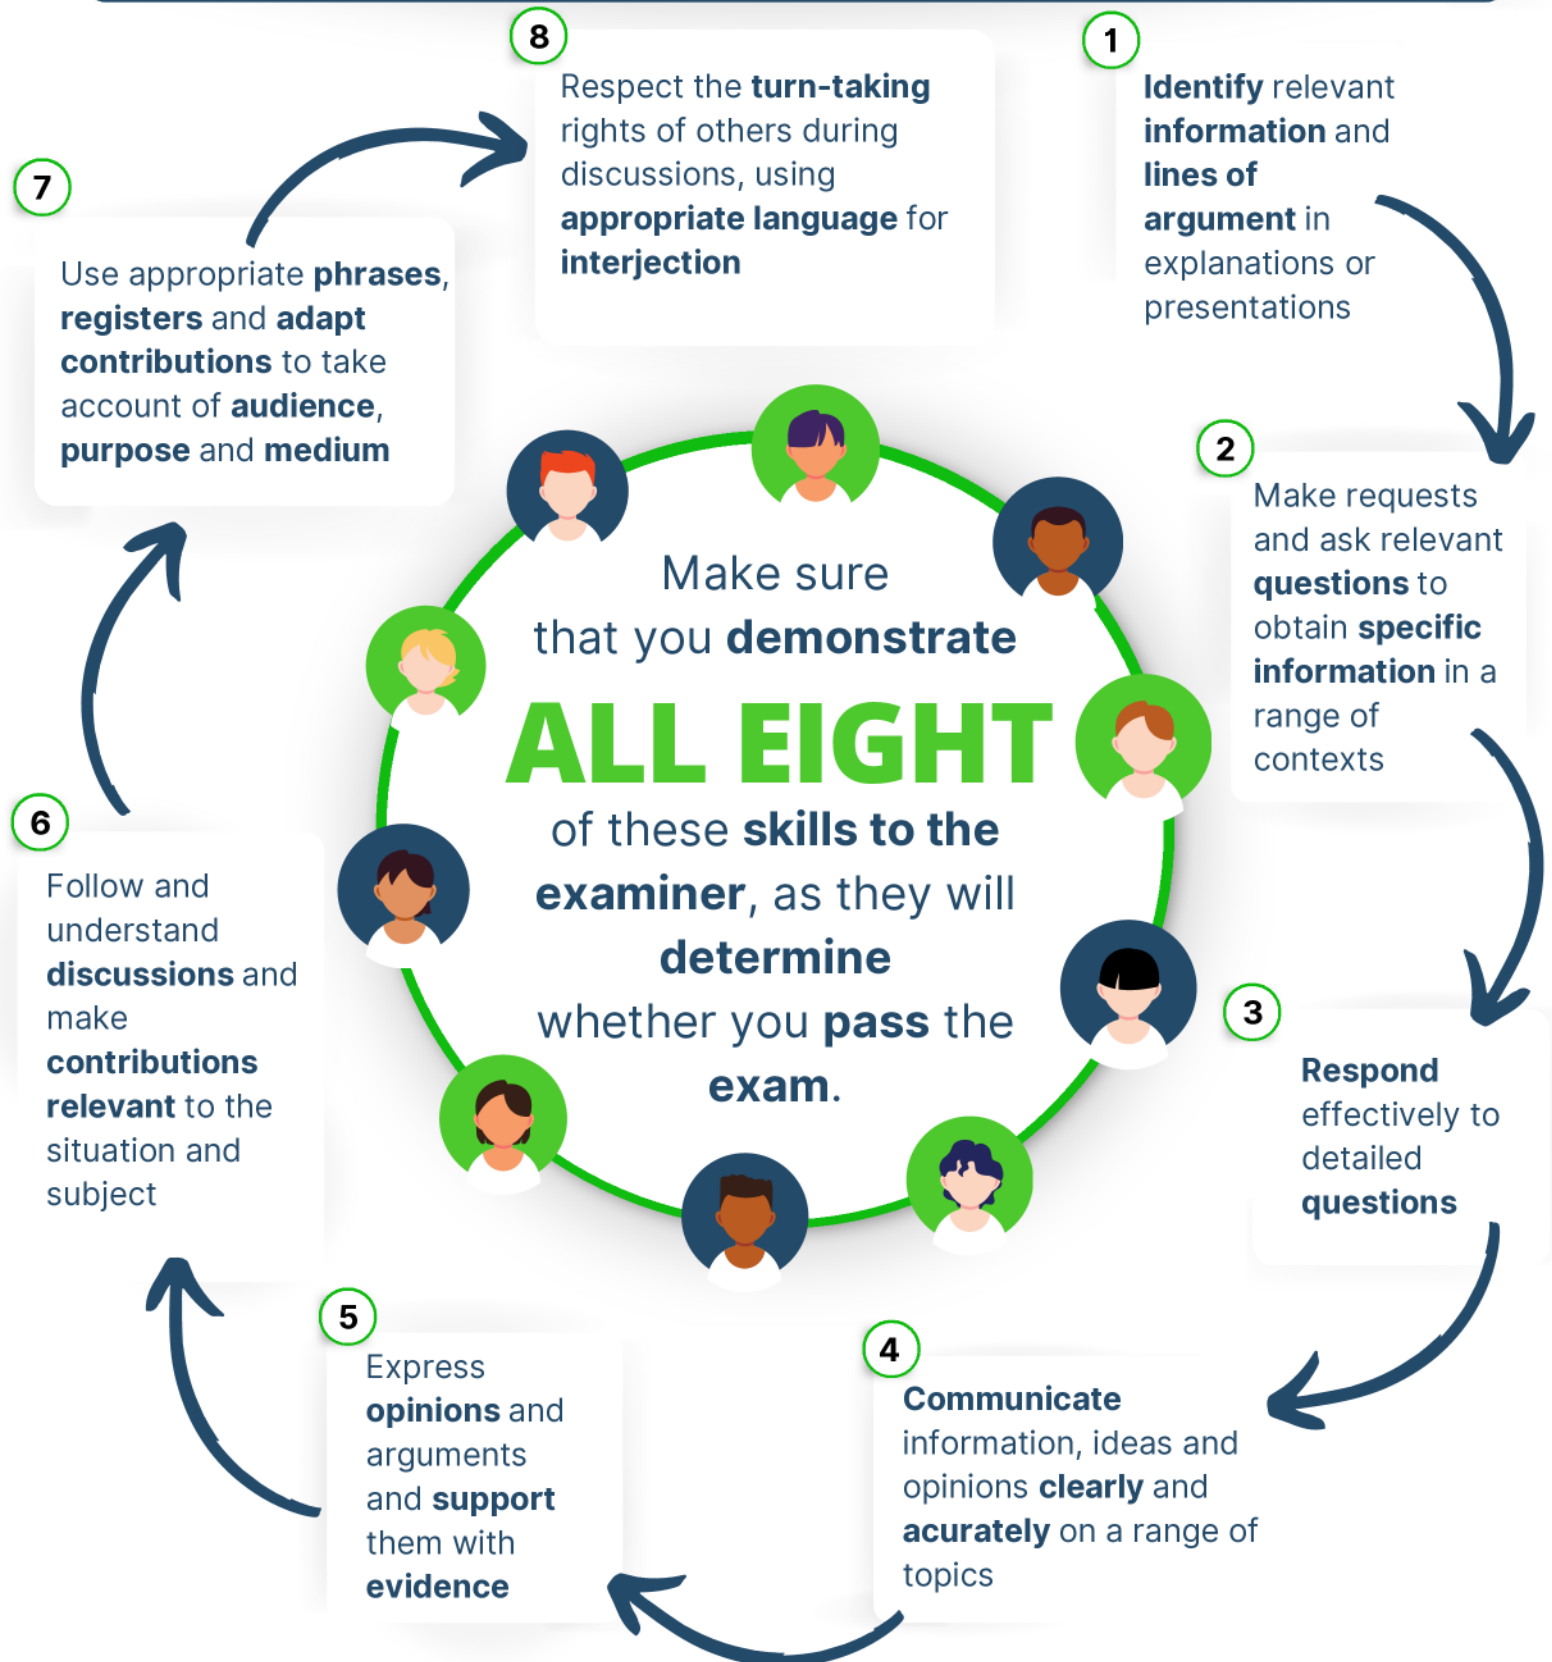 1
Identify relevant
information and
lines of
argument in
explanations or
presentations
2
Make requests
and ask relevant
questions to
obtain specific
information in a
range of
contexts
3
Respond
effectively to
detailed
questions
4
Communicate
information, ideas and
opinions clearly and
acurately on a range of
topics
5
Express
opinions and
arguments
and support
them with
evidence
6
Follow and
understand
discussions and
make
contributions
relevant to the
situation and
subject
7
Use appropriate phrases,
registers and adapt
contributions to take
account of audience,
purpose and medium
8
Respect the turn-taking
rights of others during
discussions, using
appropriate language for
interjection
Make sure
that you demonstrate
ALL EIGHT
of these skills to the
examiner, as they will
determine
whether you pass the
exam.